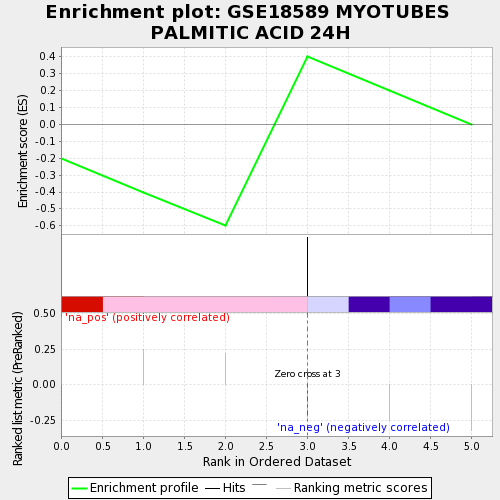 Enrichment plot: GSE18589 MYOTUBES
PALMITIC ACID 24H
Enrichment score (ES)
0.4
0.3
0.2
0.1
0.0
-0.1
-0.2
-0.3
-0.4
-0.5
-0.6
Ranked list metric (PreRanked)
0.50
0.25
0.00
-0.25
'na_pos' (positively correlated)
Zero cross at 3
'na_neg' (negatively correlated)
0.0 0.5 1.0 1.5 2.0 2.5 3.0 3.5 4.0 4.5 5.0
Rank in Ordered Dataset
Enrichment profile Hits Ranking metric scores